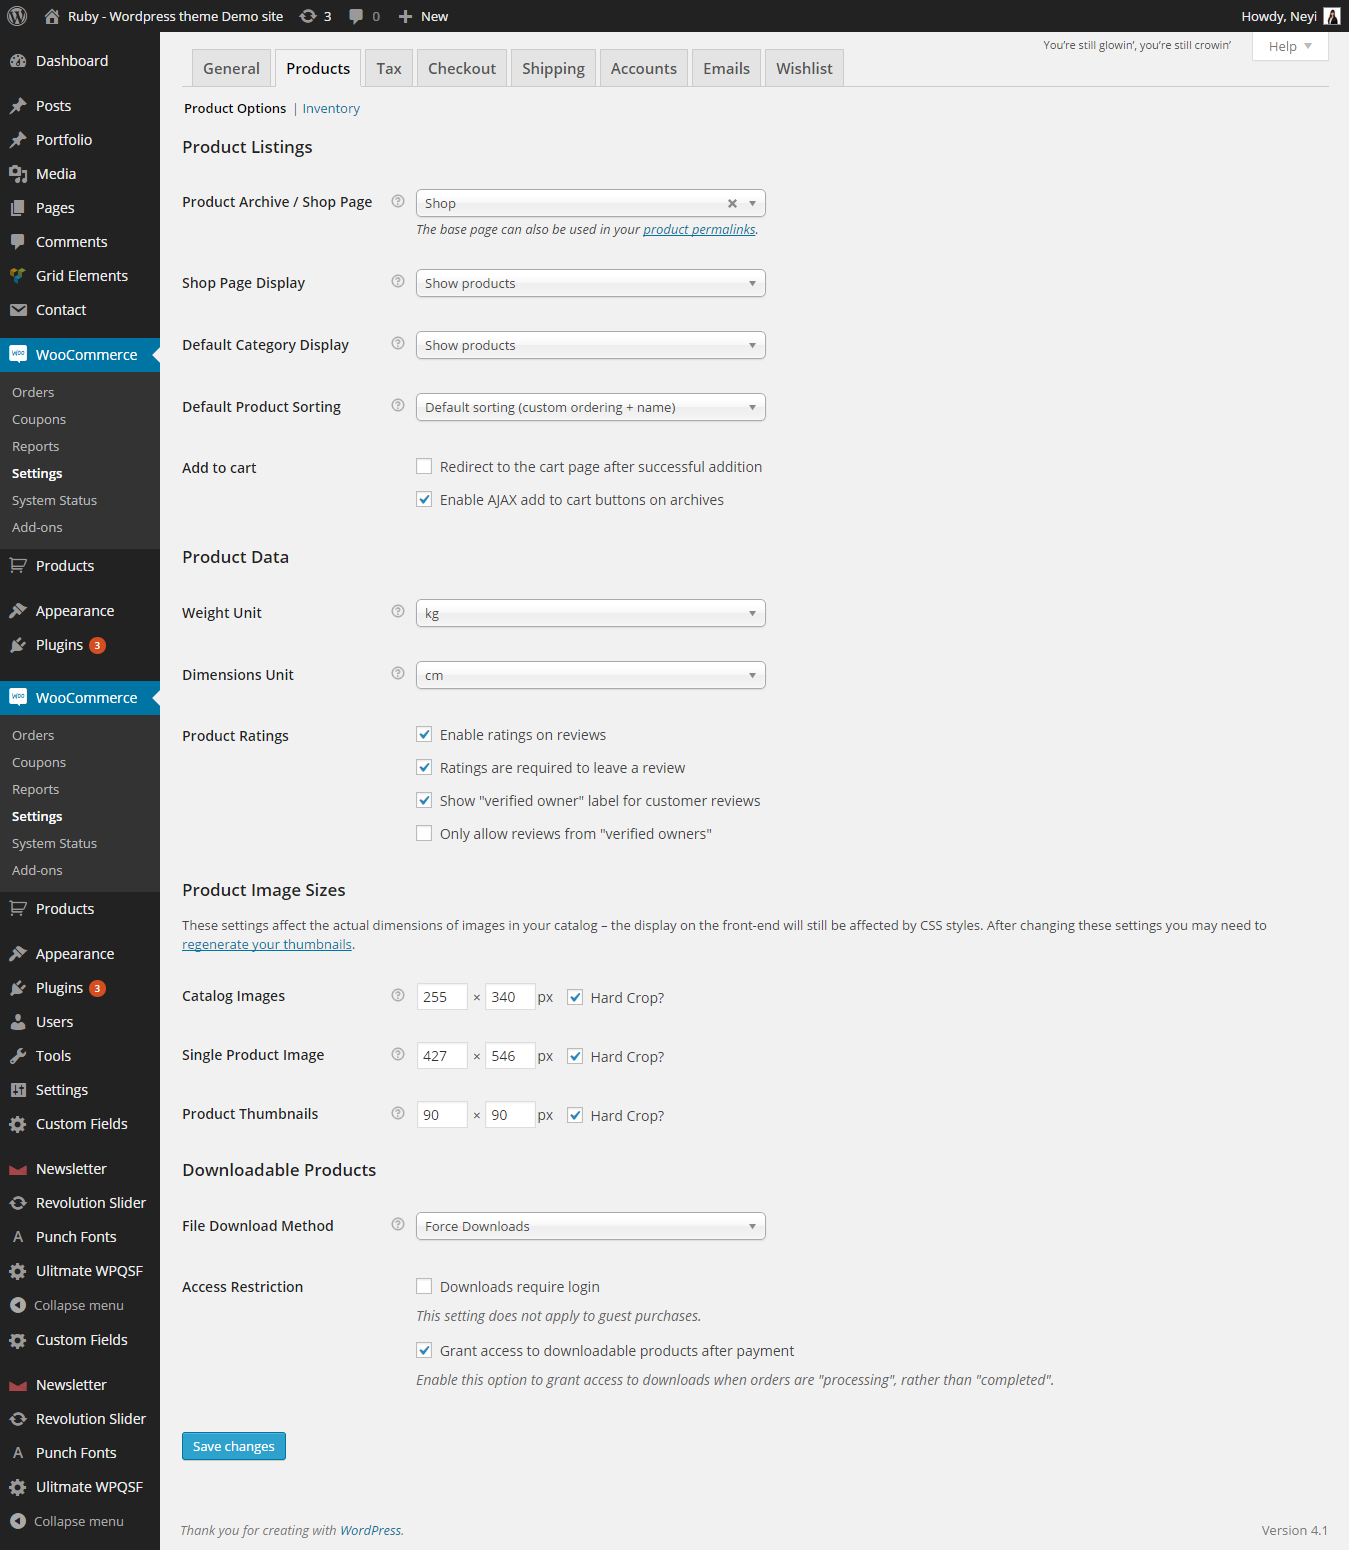 Ruby - Wordpress theme Demo site 3 0 New Howdy, Neyi
Dashboard
Posts
Portfolio
Media
Pages
Comments
Grid Elements
Contact
WooCommerce
Orders
Coupons
Reports
Settings
System Status
Add-ons
Products
Appearance
Plugins 3
WooCommerce
Orders
Coupons
Reports
Settings
System Status
Add-ons
Products
Appearance
Plugins 3
Users
Tools
Settings
Custom Fields
Newsletter
Revolution Slider
A Punch Fonts
Ulitmate WPQSF
Collapse menu
Custom Fields
Newsletter
Revolution Slider
A Punch Fonts
Ulitmate WPQSF
Collapse menu
You're still glowin', you're still crowin' Help
General Products Tax Checkout Shipping Accounts Emails Wishlist
Product Options | Inventory
Product Listings
Product Archive / Shop Page ? Shop ×
The base page can also be used in your product permalinks.
Shop Page Display ? Show products
Default Category Display ? Show products
Default Product Sorting ? Default sorting (custom ordering + name)
Add to cart Redirect to the cart page after successful addition
Enable AJAX add to cart buttons on archives
Product Data
Weight Unit ? kg
Dimensions Unit ? cm
Product Ratings Enable ratings on reviews
Ratings are required to leave a review
Show "verified owner" label for customer reviews
Only allow reviews from "verified owners"
Product Image Sizes
These settings affect the actual dimensions of images in your catalog – the display on the front-end will still be affected by CSS styles. After changing these settings you may need to
regenerate your thumbnails.
Catalog Images ? 255 × 340 px Hard Crop?
Single Product Image ? 427 × 546 px Hard Crop?
Product Thumbnails ? 90 × 90 px Hard Crop?
Downloadable Products
File Download Method ? Force Downloads
Access Restriction Downloads require login
This setting does not apply to guest purchases.
Grant access to downloadable products after payment
Enable this option to grant access to downloads when orders are "processing", rather than "completed".
Save changes
Thank you for creating with WordPress. Version 4.1